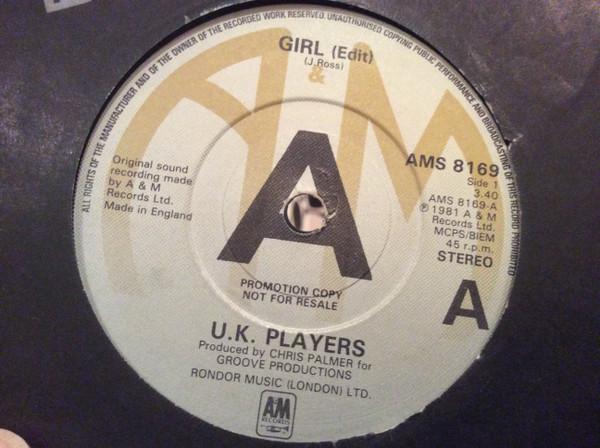 ALL RIGHTS OF THE MANUFACTURER AND OF THE OWNER OF THE RECORDED WORK RESERVED. UNAUTHORISED COPYING PUBLIC PERFORMANCE AND BROADCASTING OF THIS RECORD PROHIBITED
GIRL (Edit)
(J.Ross)
&
A
Original sound
recording made
by A & M
Records Ltd.
Made in England
AMS 8169
Side 1
3.40
AMS 8169-A
℗ 1981 A & M
Records Ltd.
MCPS/BIEM
45 r.p.m.
STEREO
A
PROMOTION COPY
NOT FOR RESALE
U.K. PLAYERS
Produced by CHRIS PALMER for
GROOVE PRODUCTIONS
RONDOR MUSIC (LONDON) LTD.
A&M
RECORDS